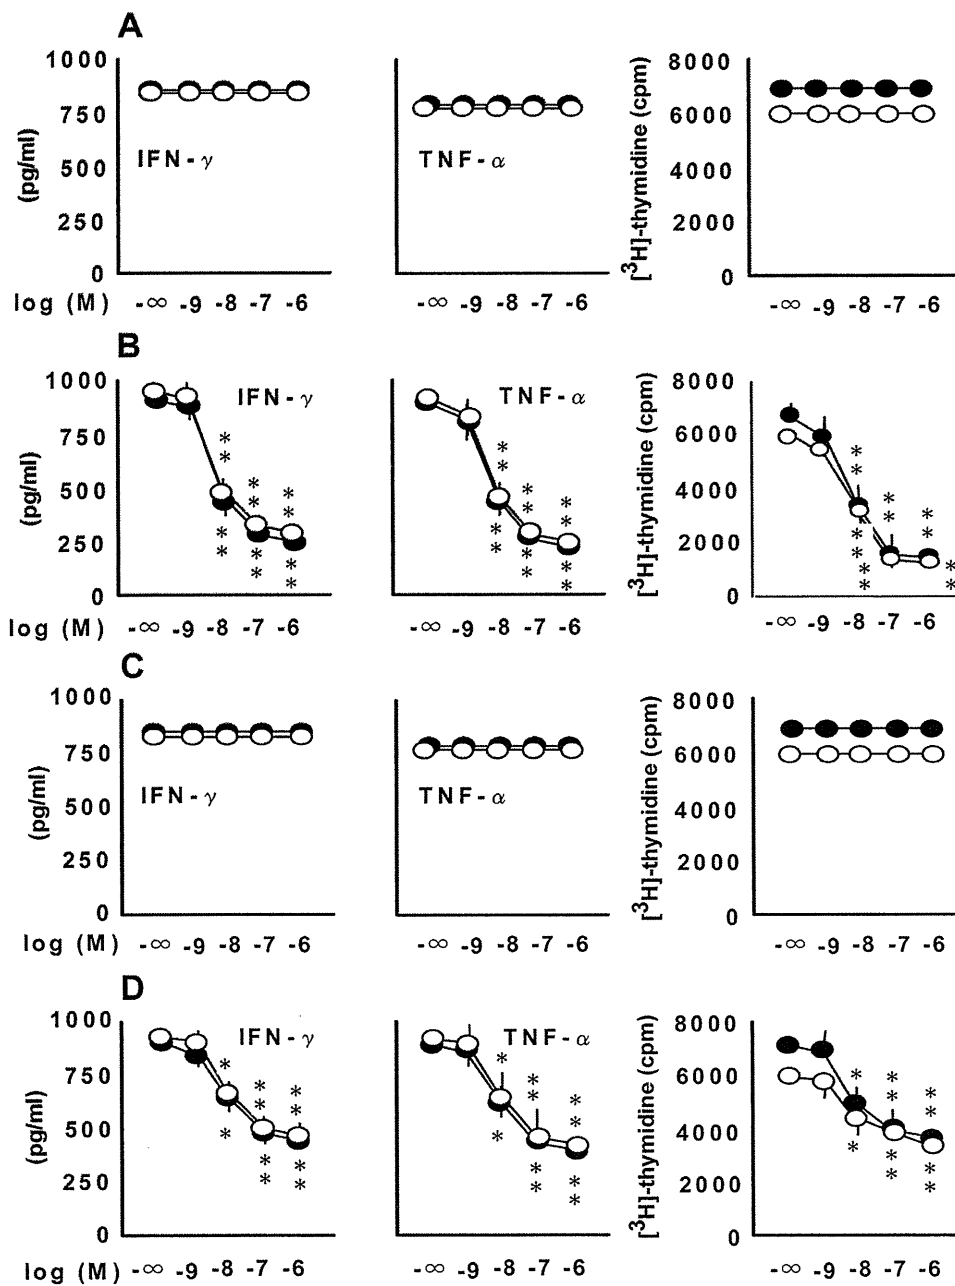 A
1000
750
500
250
0
(pg/ml)
IFN-γ
TNF-α
8000
6000
4000
2000
0
[³H]-thymidine (cpm)
log (M) -∞ -9 -8 -7 -6
-∞ -9 -8 -7 -6
-∞ -9 -8 -7 -6
B
1000
750
500
250
0
(pg/ml)
IFN-γ
* *
* *
* *
* *
* *
* *
TNF-α
* *
* *
* *
* *
* *
* *
8000
6000
4000
2000
0
[³H]-thymidine (cpm)
* *
* *
* *
* *
* *
* *
log (M) -∞ -9 -8 -7 -6
-∞ -9 -8 -7 -6
-∞ -9 -8 -7 -6
C
1000
750
500
250
0
(pg/ml)
IFN-γ
TNF-α
8000
6000
4000
2000
0
[³H]-thymidine (cpm)
log (M) -∞ -9 -8 -7 -6
-∞ -9 -8 -7 -6
-∞ -9 -8 -7 -6
D
1000
750
500
250
0
(pg/ml)
IFN-γ
*
* *
* *
*
* *
* *
TNF-α
*
* *
* *
*
* *
* *
8000
6000
4000
2000
0
[³H]-thymidine (cpm)
*
* *
* *
*
* *
* *
log (M) -∞ -9 -8 -7 -6
-∞ -9 -8 -7 -6
-∞ -9 -8 -7 -6